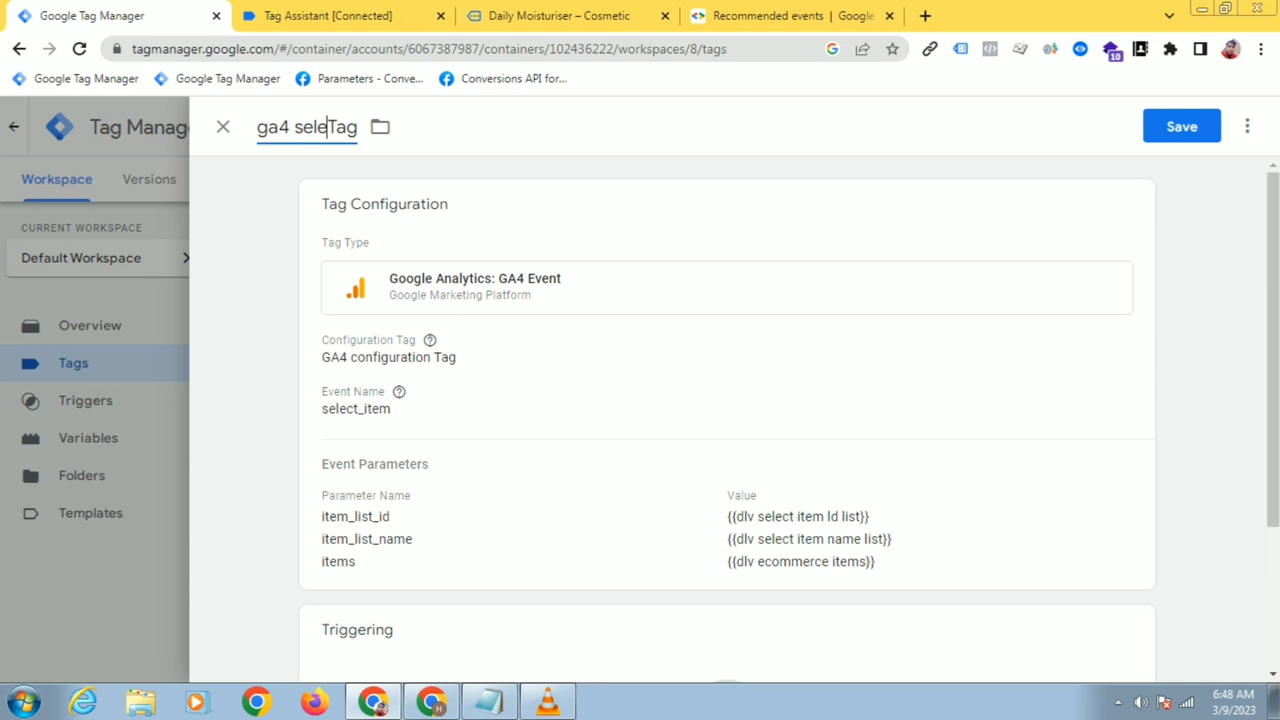 Google Tag Manager
Tag Assistant [Connected]
Daily Moisturiser – Cosmetic
Recommended events | Google
tagmanager.google.com/#/container/accounts/6067387987/containers/102436222/workspaces/8/tags
10
Google Tag Manager
Google Tag Manager
Parameters - Conve...
Conversions API for...
Tag Manag
ga4 seleTag
Save
Workspace
Versions
Tag Configuration
CURRENT WORKSPACE
Tag Type
Default Workspace
Google Analytics: GA4 Event
Google Marketing Platform
Overview
Configuration Tag
GA4 configuration Tag
Tags
Event Name
Triggers
select_item
Variables
Event Parameters
Folders
Parameter Name
Value
Templates
item_list_id
{{dlv select item Id list}}
item_list_name
{{dlv select item name list}}
items
{{dlv ecommerce items}}
Triggering
H
6:48 AM
3/9/2023